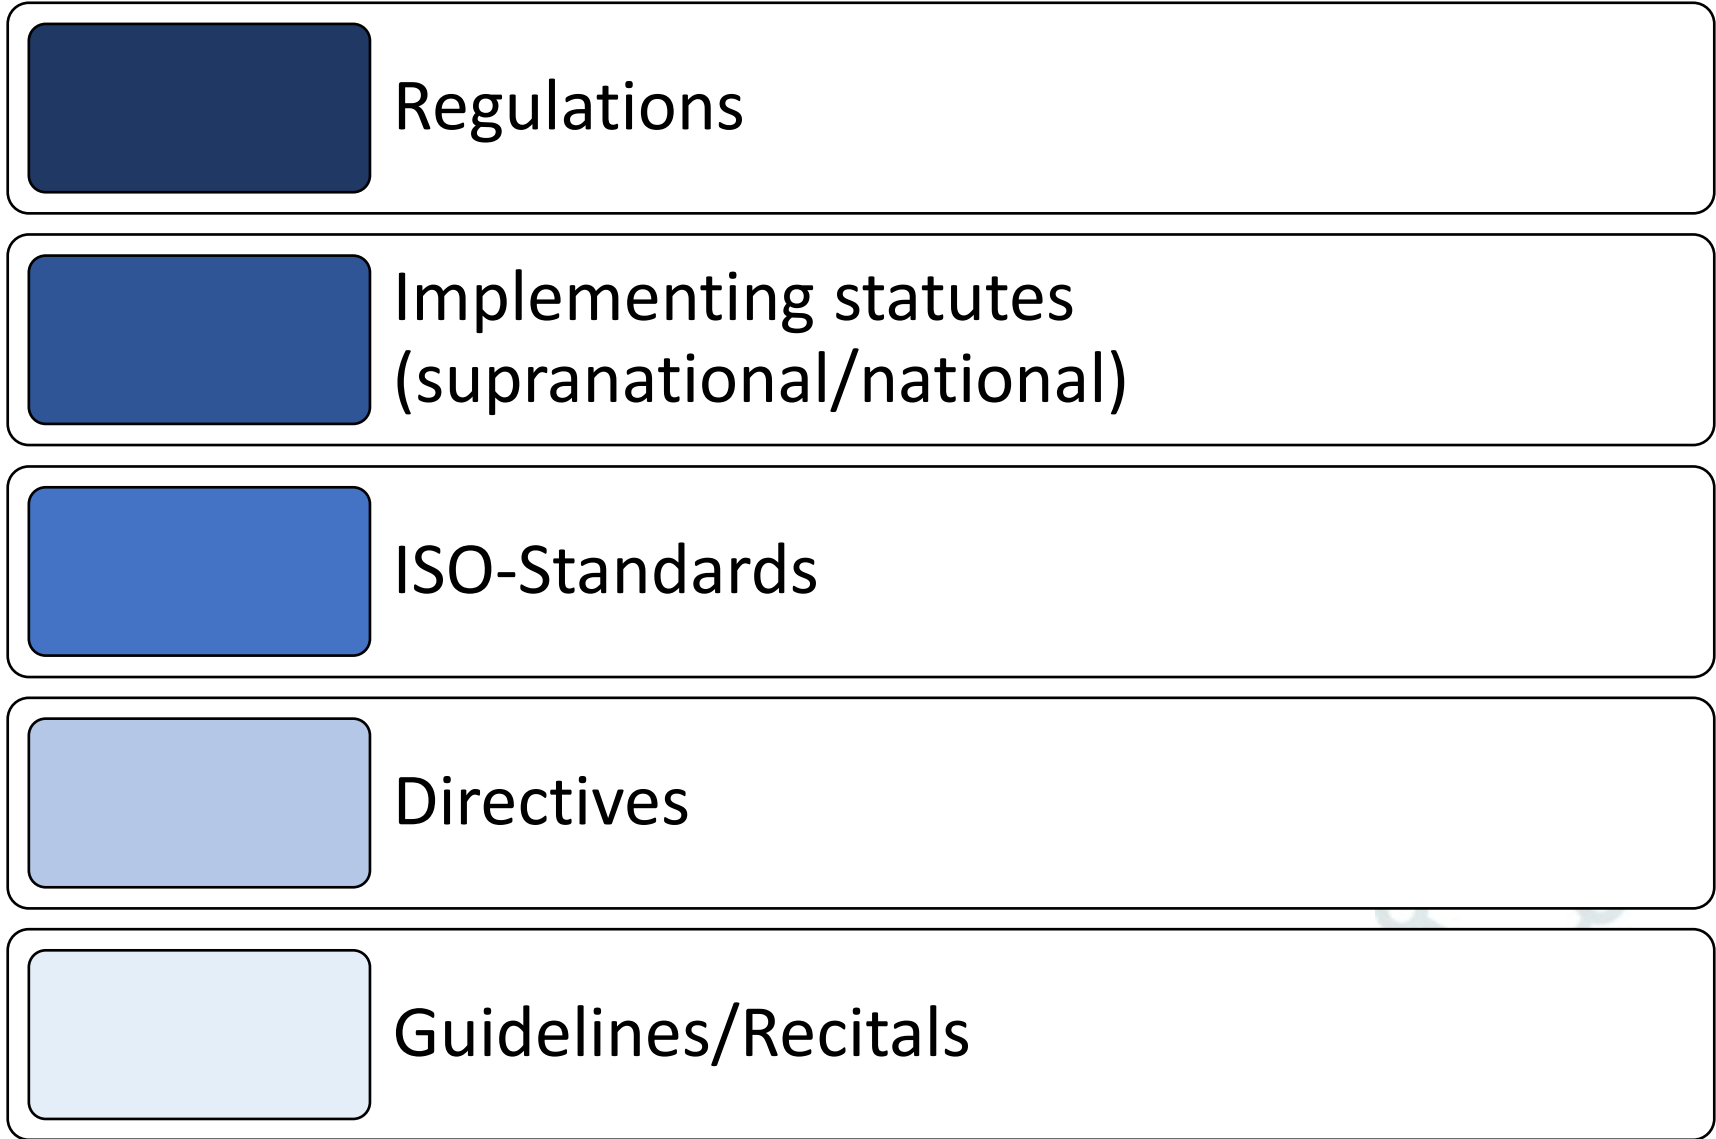 Regulations
Implementing statutes
(supranational/national)
ISO-Standards
Directives
Guidelines/Recitals